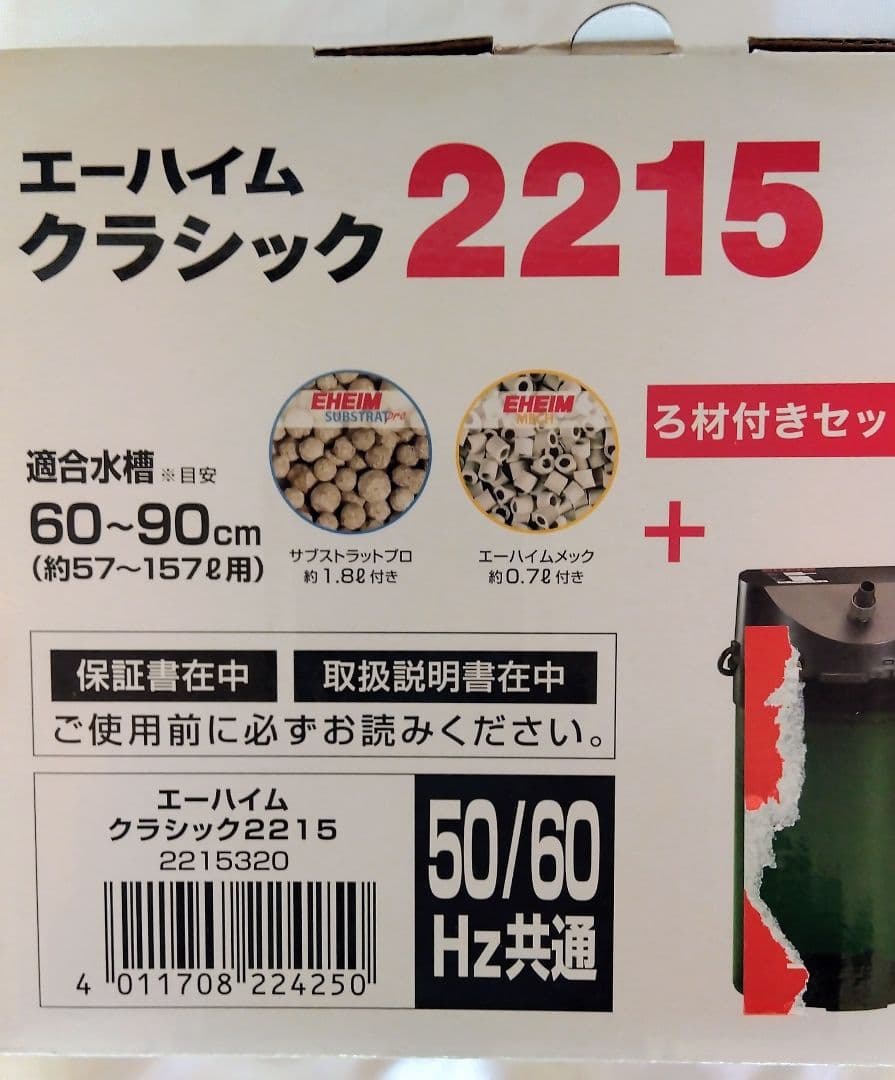 エーハイム
クラシック 2215
EHEIM
SUBSTRAT pro
EHEIM
MECH
ろ材付きセッ
+
適合水槽 ※目安
60～90cm
(約57～157ℓ用)
サブストラットプロ
約1.8ℓ付き
エーハイムメック
約0.7ℓ付き
保証書在中
取扱説明書在中
ご使用前に必ずお読みください。
エーハイム
クラシック2215
2215320
4 011708 224250
50/60
Hz共通